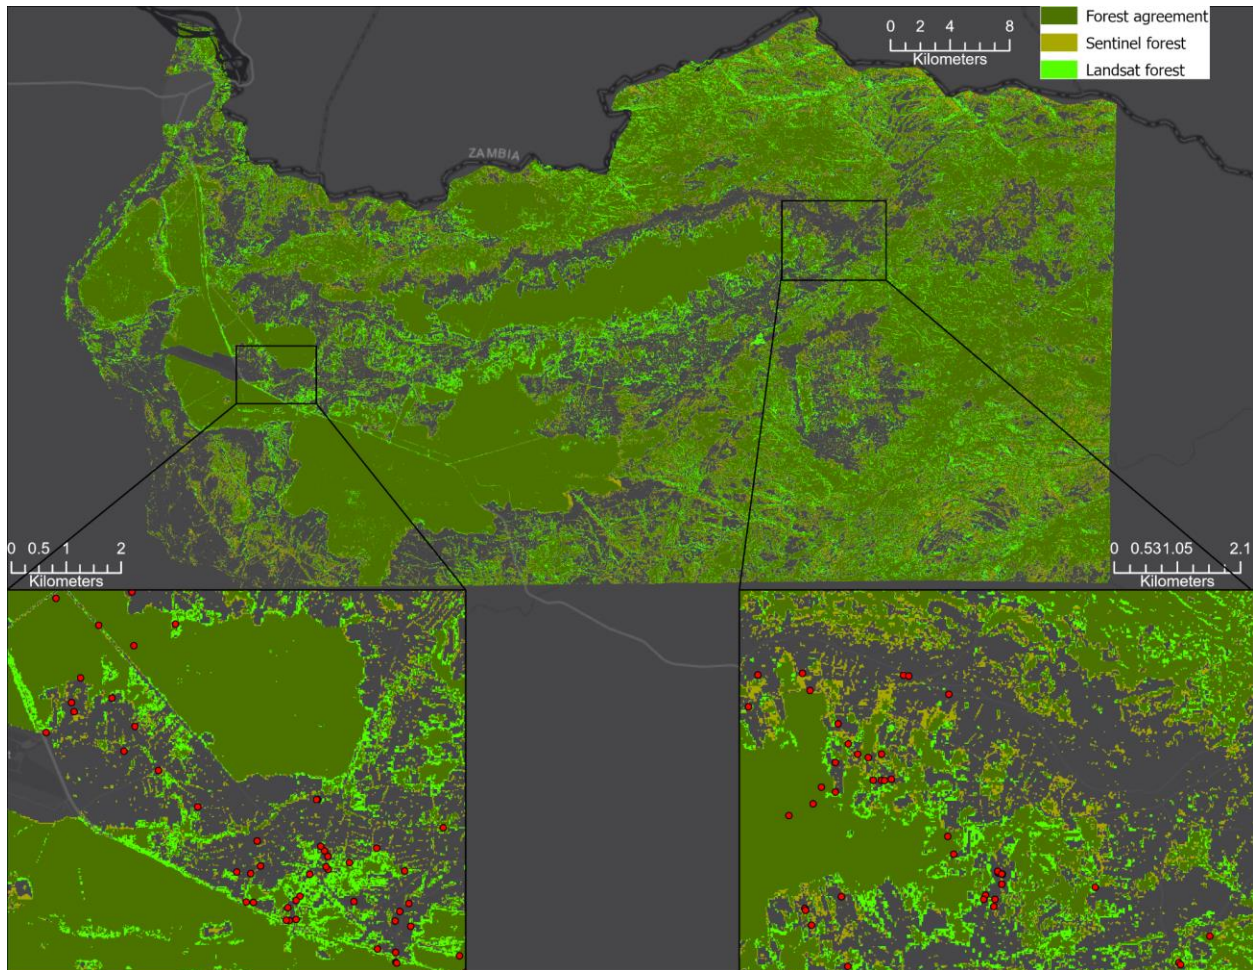 0 2 4 8
Kilometers
Forest agreement
Sentinel forest
Landsat forest
ZAMBIA
0 0.5 1 2
Kilometers
0 0.531.05 2.1
Kilometers